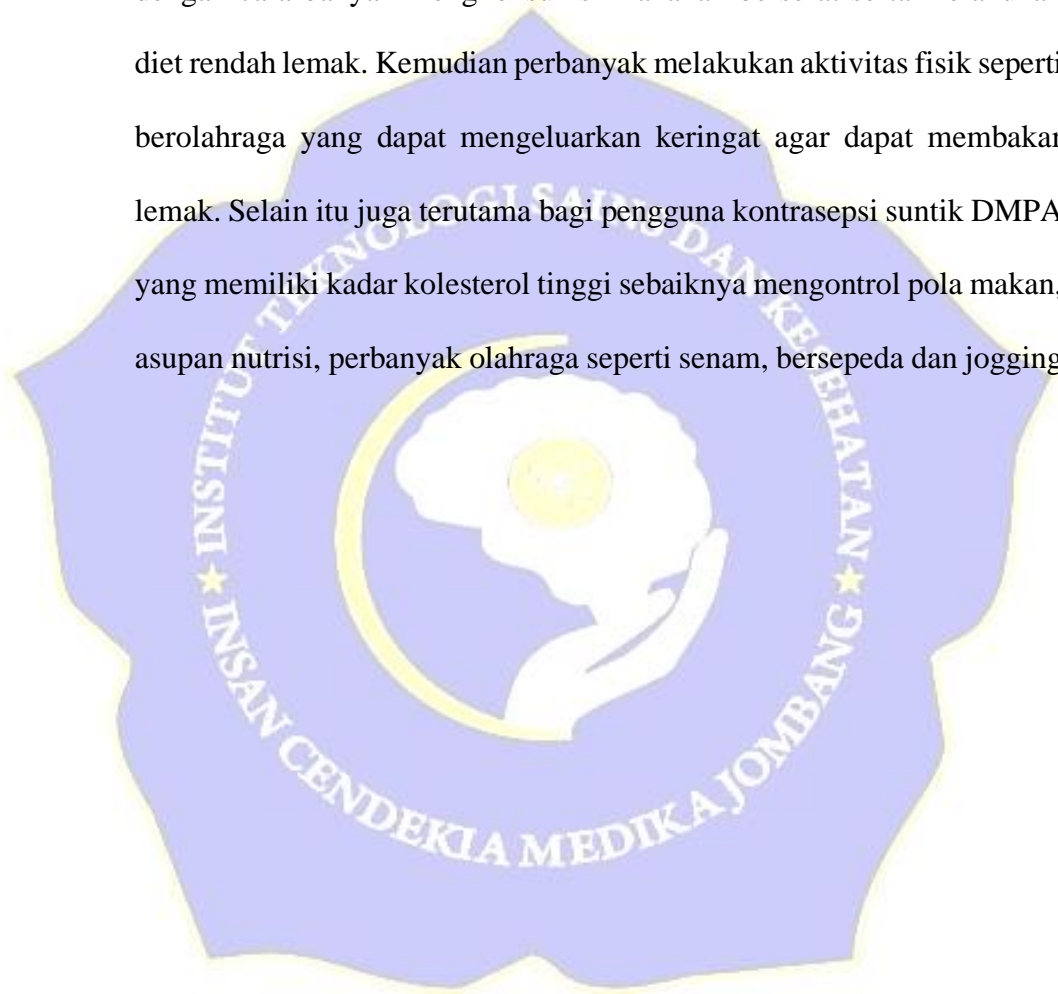 diet rendah lemak. Kemudian perbanyak melakukan aktivitas fisik seperti
berolahraga yang dapat mengeluarkan keringat agar dapat membakar
lemak. Selain itu juga terutama bagi pengguna kontrasepsi suntik DMPA
yang memiliki kadar kolesterol tinggi sebaiknya mengontrol pola makan,
asupan nutrisi, perbanyak olahraga seperti senam, bersepeda dan jogging
INSTITUT TEKNOLOGI SAINS DAN KESEHATAN
INSAN CENDEKIA MEDIKA JOMBANG